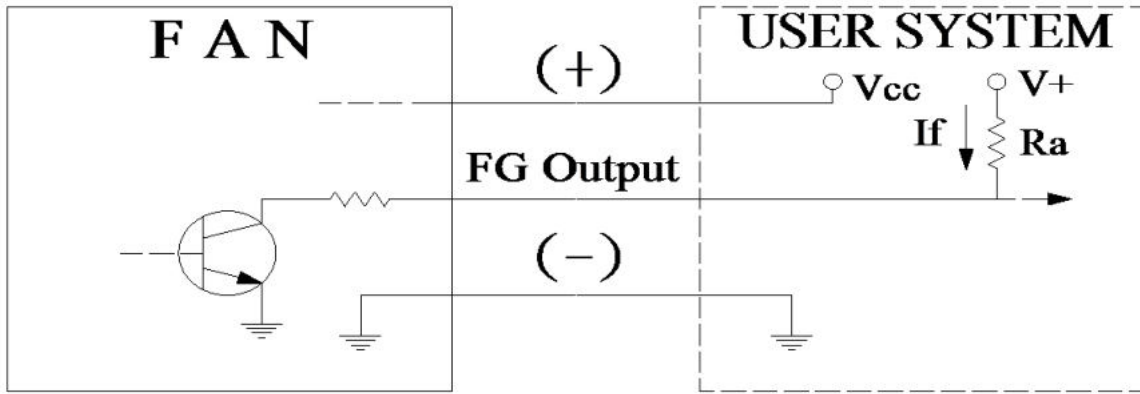 F A N
USER SYSTEM
(+)
Vcc
V+
If
Ra
FG Output
(−)